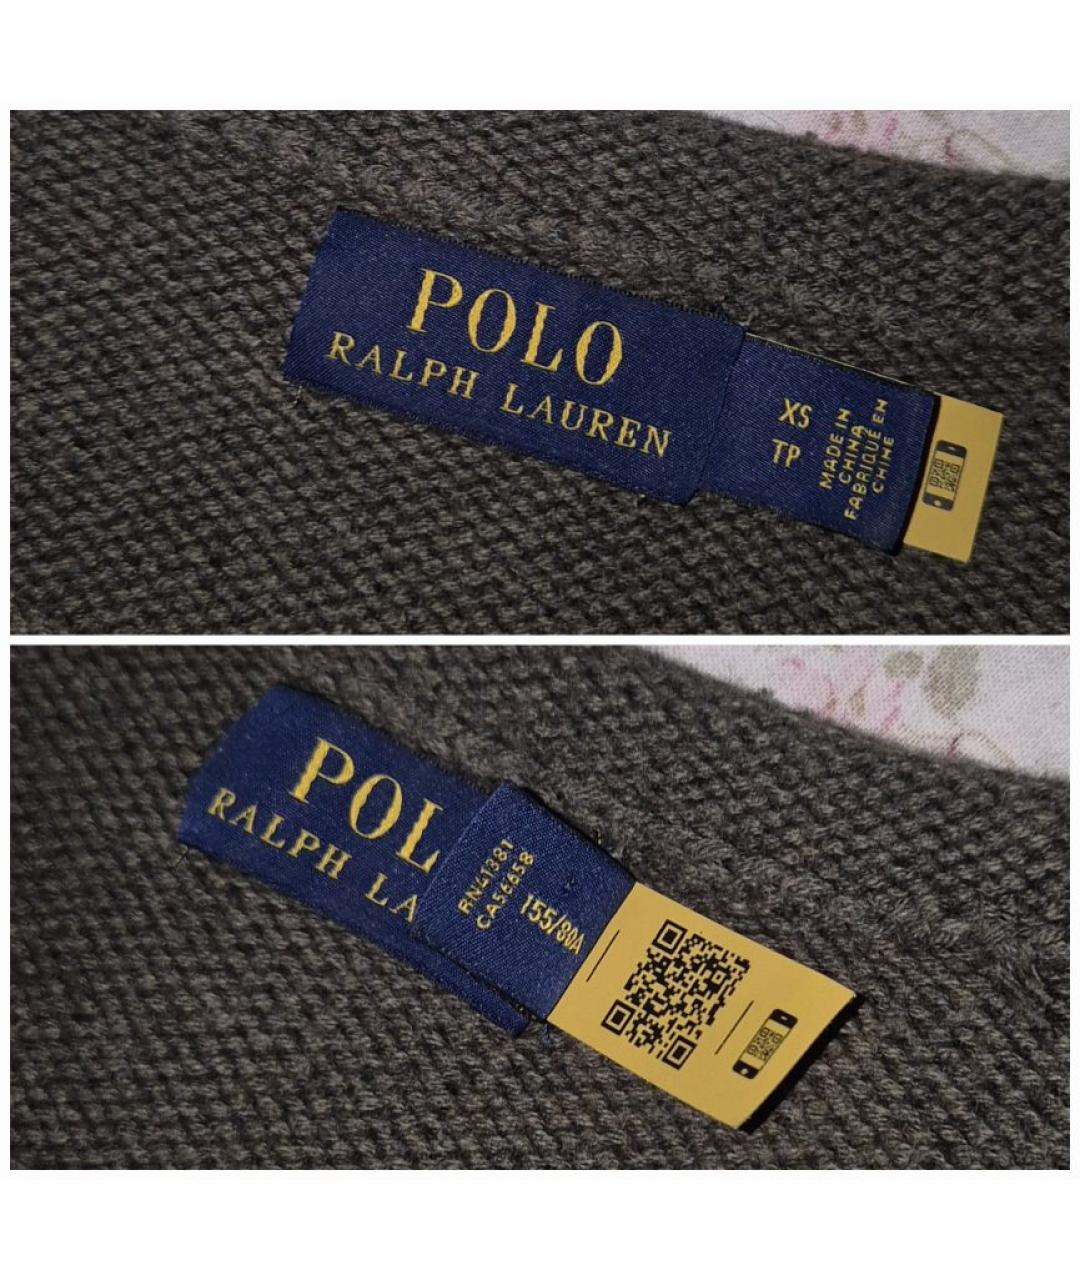 POLO
RALPH LAUREN
XS
TP
MADE IN
CHINA
FABRIQUÉ EN
CHINE
POL
RALPH LA
RN41381
CA56658
155/80A